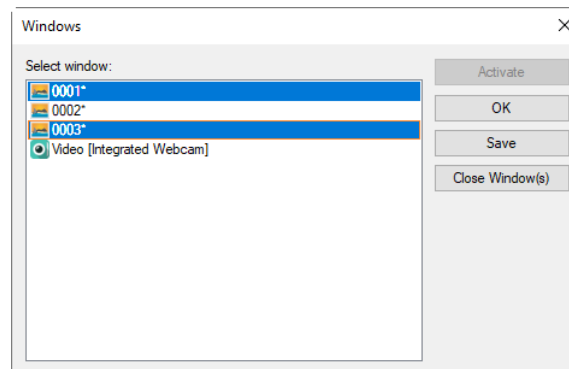 Windows
Select window:
0001*
0002*
0003*
Video [Integrated Webcam]
Activate
OK
Save
Close Window(s)